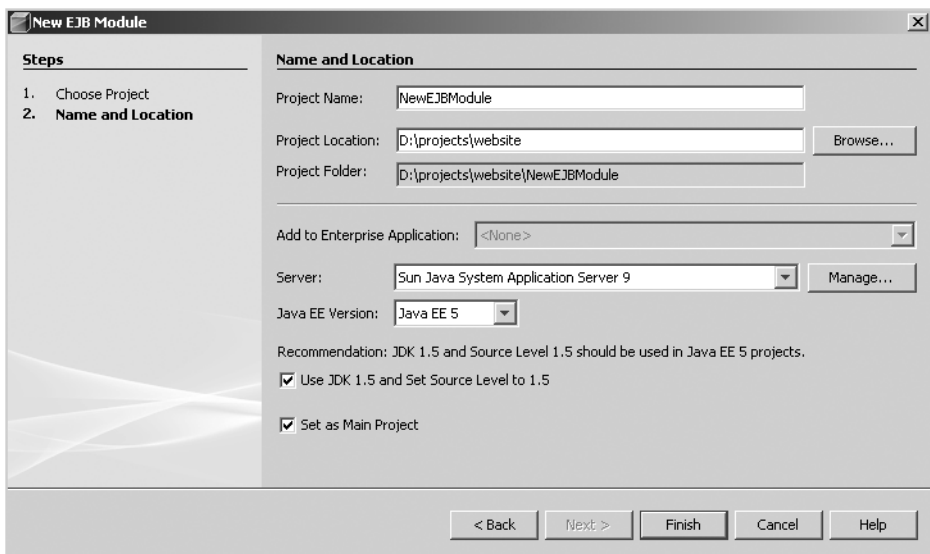 New EJB Module
Steps
1. Choose Project
2. Name and Location
Name and Location
Project Name: NewEJBModule
Project Location: D:\projects\website Browse...
Project Folder: D:\projects\website\NewEJBModule
Add to Enterprise Application: <None>
Server: Sun Java System Application Server 9 Manage...
Java EE Version: Java EE 5
Recommendation: JDK 1.5 and Source Level 1.5 should be used in Java EE 5 projects.
Use JDK 1.5 and Set Source Level to 1.5
Set as Main Project
< Back Next > Finish Cancel Help